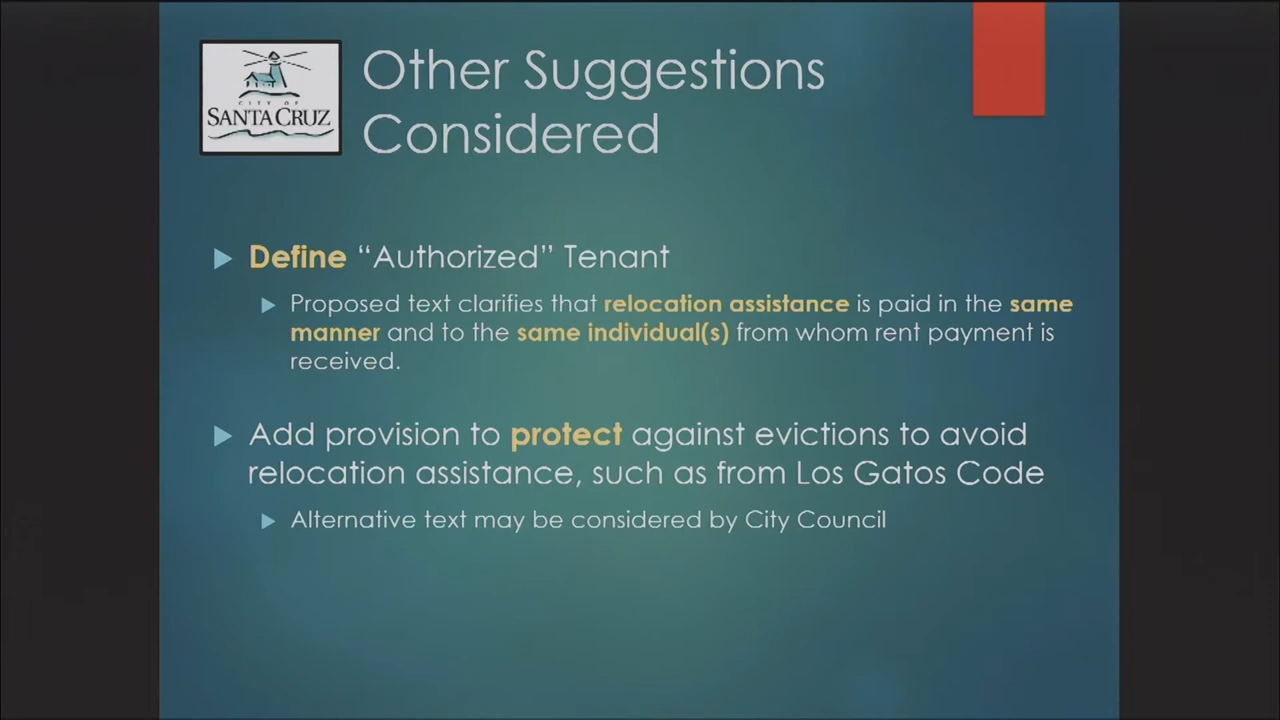 CITY OF
SANTA CRUZ
Other Suggestions
Considered
Define “Authorized” Tenant
Proposed text clarifies that relocation assistance is paid in the same
manner and to the same individual(s) from whom rent payment is
received.
Add provision to protect against evictions to avoid
relocation assistance, such as from Los Gatos Code
Alternative text may be considered by City Council